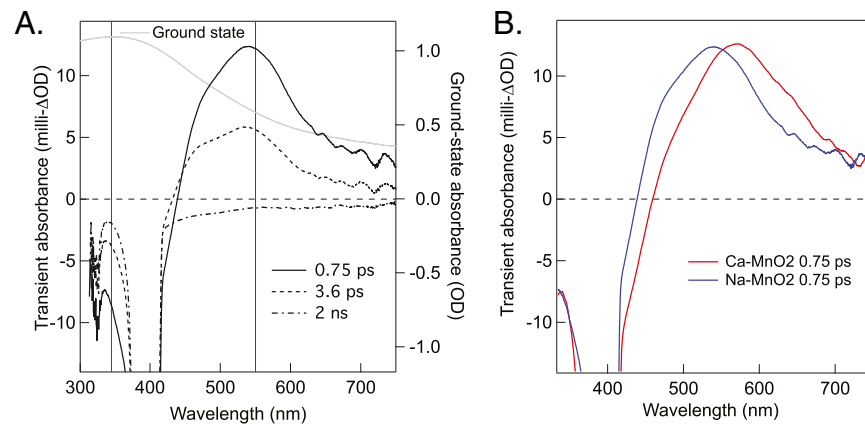 A.
Ground state
Transient absorbance (milli-ΔOD)
10
5
0
-5
-10
1.0
0.5
0.0
-0.5
-1.0
Ground-state absorbance (OD)
0.75 ps
3.6 ps
2 ns
300 400 500 600 700
Wavelength (nm)
B.
Transient absorbance (milli-ΔOD)
10
5
0
-5
-10
Ca-MnO2 0.75 ps
Na-MnO2 0.75 ps
400 500 600 700
Wavelength (nm)